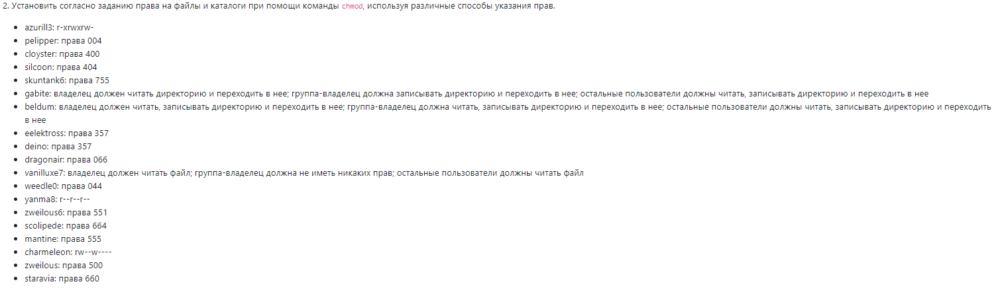 2. Установить согласно заданию права на файлы и каталоги при помощи команды chmod, используя различные способы указания прав.
• azurill3: r-xrwxrw-
• pelipper: права 004
• cloyster: права 400
• silcoon: права 404
• skuntank6: права 755
• gabite: владелец должен читать директорию и переходить в нее; группа-владелец должна записывать директорию и переходить в нее; остальные пользователи должны читать, записывать директорию и переходить в нее
• beldum: владелец должен читать, записывать директорию и переходить в нее; группа-владелец должна читать, записывать директорию и переходить в нее; остальные пользователи должны читать, записывать директорию и переходить
в нее
• eelektross: права 357
• deino: права 357
• dragonair: права 066
• vanilluxe7: владелец должен читать файл; группа-владелец должна не иметь никаких прав; остальные пользователи должны читать файл
• weedle0: права 044
• yanma8: r--r--r--
• zweilous6: права 551
• scolipede: права 664
• mantine: права 555
• charmeleon: rw--w----
• zweilous: права 500
• staravia: права 660